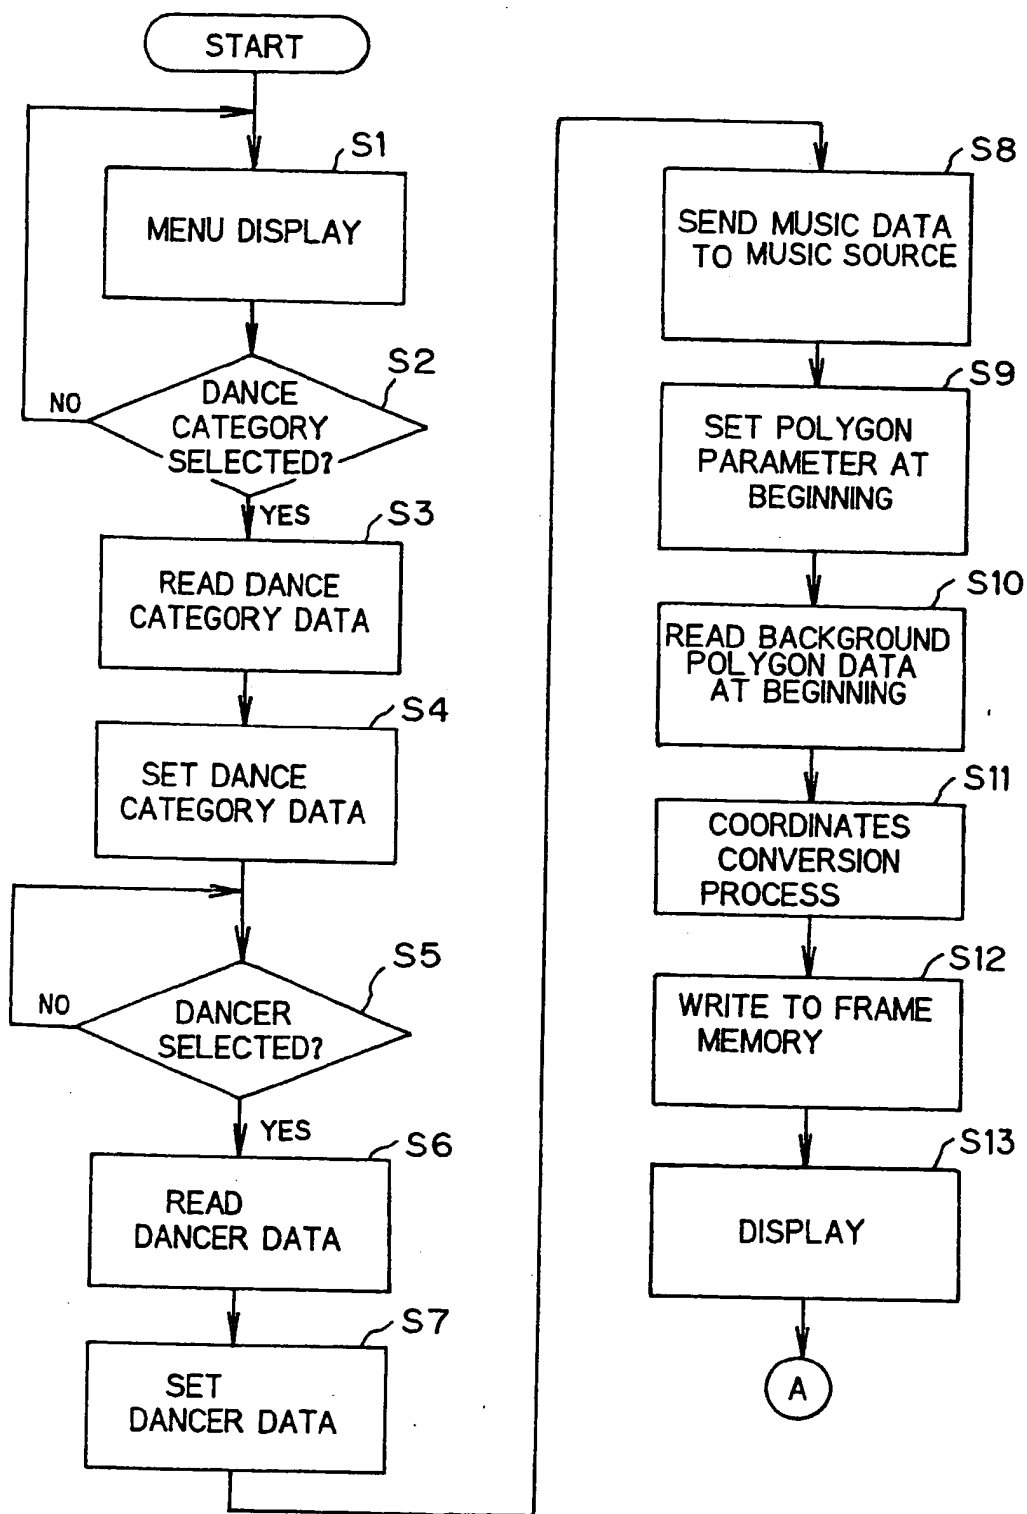 START
S1
MENU DISPLAY
S2
DANCE
CATEGORY
SELECTED?
NO
YES
S3
READ DANCE
CATEGORY DATA
S4
SET DANCE
CATEGORY DATA
S5
DANCER
SELECTED?
NO
YES
S6
READ
DANCER DATA
S7
SET
DANCER DATA
S8
SEND MUSIC DATA
TO MUSIC SOURCE
S9
SET POLYGON
PARAMETER AT
BEGINNING
S10
READ BACKGROUND
POLYGON DATA
AT BEGINNING
S11
COORDINATES
CONVERSION
PROCESS
S12
WRITE TO FRAME
MEMORY
S13
DISPLAY
A